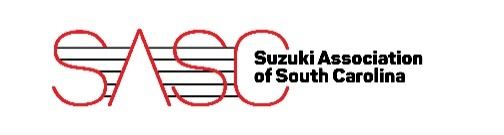 SASC
Suzuki Association
of South Carolina